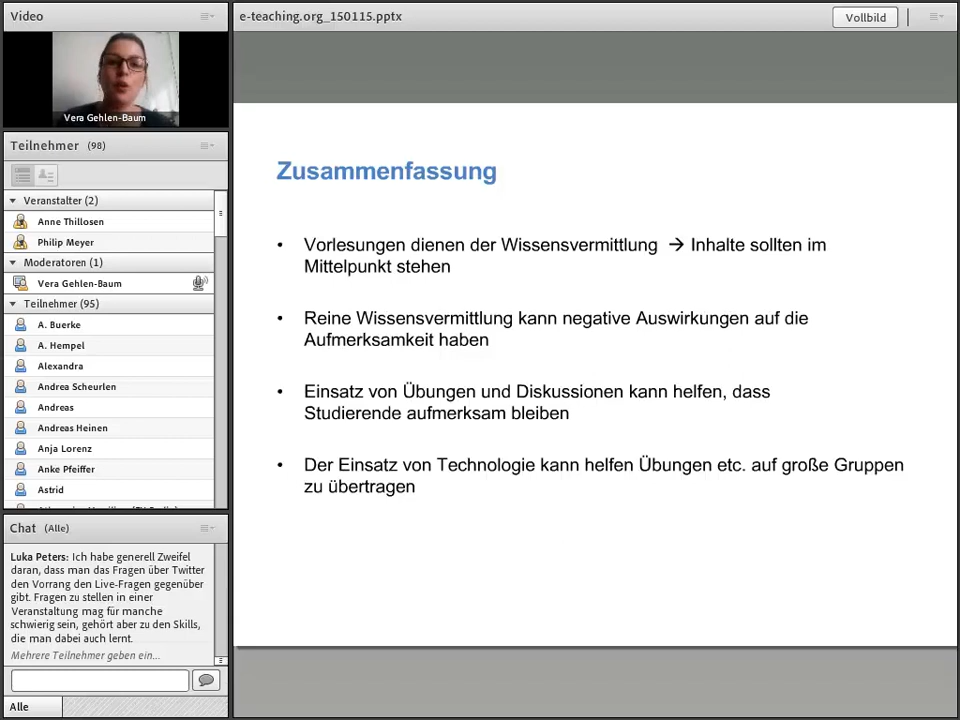 Video
Vera Gehlen-Baum
Teilnehmer (98)
Veranstalter (2)
Anne Thillosen
Philip Meyer
Moderatoren (1)
Vera Gehlen-Baum
Teilnehmer (95)
A. Buerke
A. Hempel
Alexandra
Andrea Scheurlen
Andreas
Andreas Heinen
Anja Lorenz
Anke Pfeiffer
Astrid
Chat (Alle)
Luka Peters: Ich habe generell Zweifel
daran, dass man das Fragen über Twitter
den Vorrang den Live-Fragen gegenüber
gibt. Fragen zu stellen in einer
Veranstaltung mag für manche
schwierig sein, gehört aber zu den Skills,
die man dabei auch lernt.
Mehrere Teilnehmer geben ein...
Alle
e-teaching.org_150115.pptx
Vollbild
Zusammenfassung
• Vorlesungen dienen der Wissensvermittlung → Inhalte sollten im
Mittelpunkt stehen
• Reine Wissensvermittlung kann negative Auswirkungen auf die
Aufmerksamkeit haben
• Einsatz von Übungen und Diskussionen kann helfen, dass
Studierende aufmerksam bleiben
• Der Einsatz von Technologie kann helfen Übungen etc. auf große Gruppen
zu übertragen